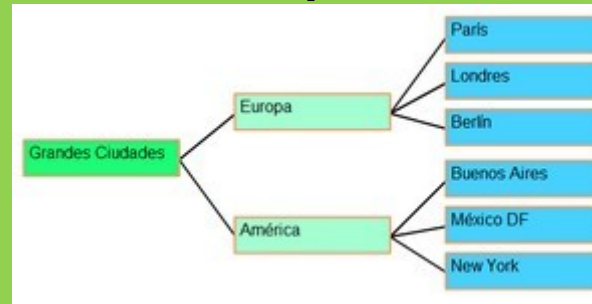 Grandes Ciudades
Europa
París
Londres
Berlín
América
Buenos Aires
México DF
New York